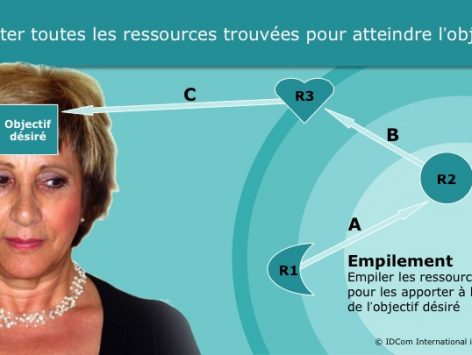 ter toutes les ressources trouvées pour atteindre l'obje
C
R3
Objectif
désiré
B
R2
A
R1
Empilement
Empiler les ressourc
pour les apporter à l
de l'objectif désiré
© IDCom International i